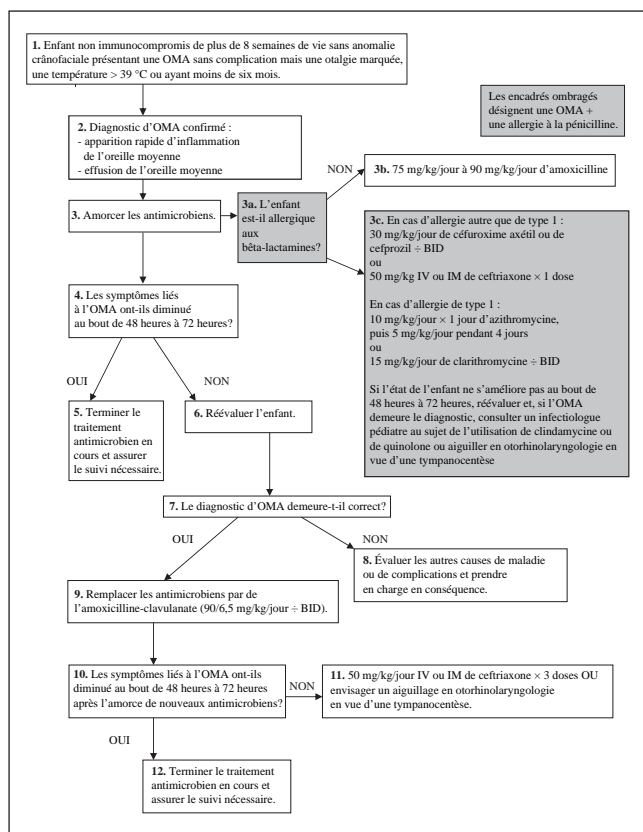 1. Enfant non immunocompromis de plus de 8 semaines de vie sans anomalie
crânofaciale présentant une OMA sans complication mais une otalgie marquée,
une température > 39 °C ou ayant moins de six mois.
Les encadrés ombragés
désignent une OMA +
une allergie à la pénicilline.
2. Diagnostic d’OMA confirmé :
- apparition rapide d’inflammation
de l’oreille moyenne
- effusion de l’oreille moyenne
NON
3b. 75 mg/kg/jour à 90 mg/kg/jour d’amoxicilline
3. Amorcer les antimicrobiens.
3a. L’enfant
est-il allergique
aux
bêta-lactamines?
3c. En cas d’allergie autre que de type 1 :
30 mg/kg/jour de céfuroxime axétil ou de
cefprozil ÷ BID
ou
50 mg/kg IV ou IM de ceftriaxone × 1 dose
En cas d’allergie de type 1 :
10 mg/kg/jour × 1 jour d’azithromycine,
puis 5 mg/kg/jour pendant 4 jours
ou
15 mg/kg/jour de clarithromycine ÷ BID
Si l’état de l’enfant ne s’améliore pas au bout de
48 heures à 72 heures, réévaluer et, si l’OMA
demeure le diagnostic, consulter un infectiologue
pédiatre au sujet de l’utilisation de clindamycine ou
de quinolone ou aiguiller en otorhinolaryngologie en
vue d’une tympanocentèse
4. Les symptômes liés
à l’OMA ont-ils diminué
au bout de 48 heures à 72 heures?
OUI
NON
5. Terminer le
traitement
antimicrobien en
cours et assurer
le suivi nécessaire.
6. Réévaluer l’enfant.
7. Le diagnostic d’OMA demeure-t-il correct?
OUI
NON
8. Évaluer les autres causes de maladie
ou de complications et prendre
en charge en conséquence.
9. Remplacer les antimicrobiens par de
l’amoxicilline-clavulanate (90/6,5 mg/kg/jour ÷ BID).
10. Les symptômes liés à l’OMA ont-ils
diminué au bout de 48 heures à 72 heures
après l’amorce de nouveaux antimicrobiens?
NON
11. 50 mg/kg/jour IV ou IM de ceftriaxone × 3 doses OU
envisager un aiguillage en otorhinolaryngologie
en vue d’une tympanocentèse.
OUI
12. Terminer le traitement
antimicrobien en cours et
assurer le suivi nécessaire.